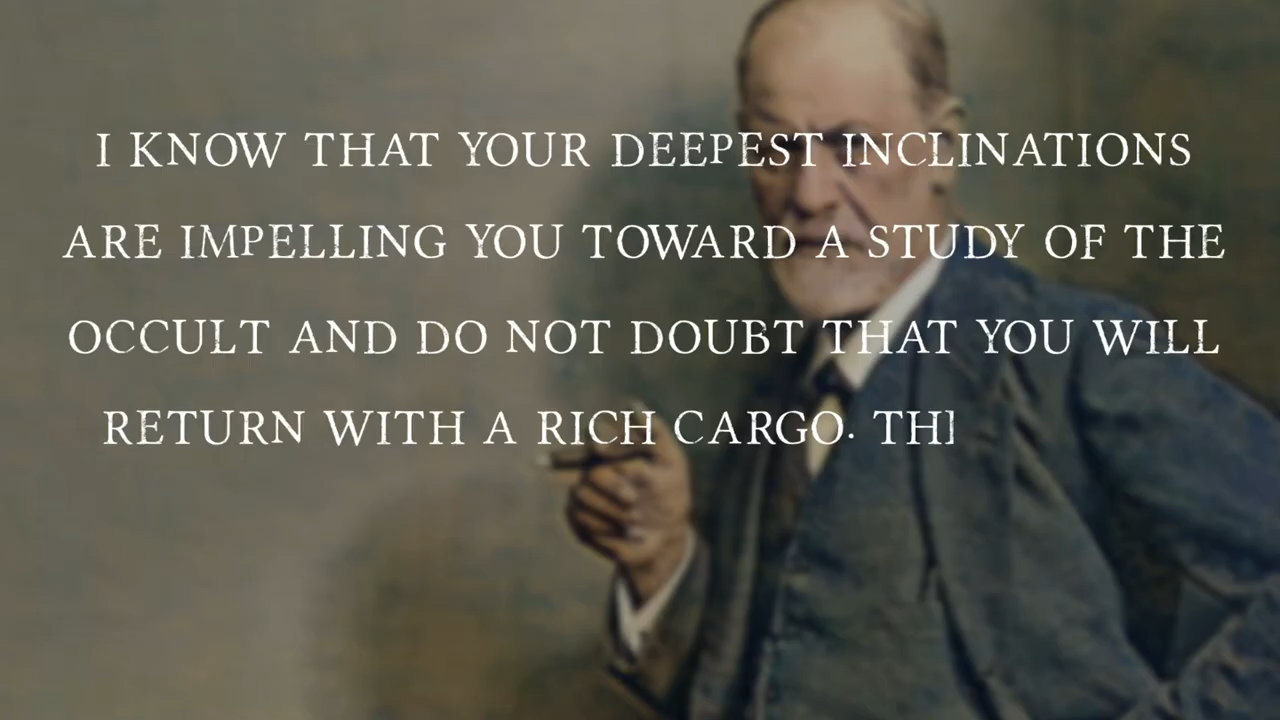 I KNOW THAT YOUR DEEPEST INCLINATIONS
ARE IMPELLING YOU TOWARD A STUDY OF THE
OCCULT AND DO NOT DOUBT THAT YOU WILL
RETURN WITH A RICH CARGO. TH